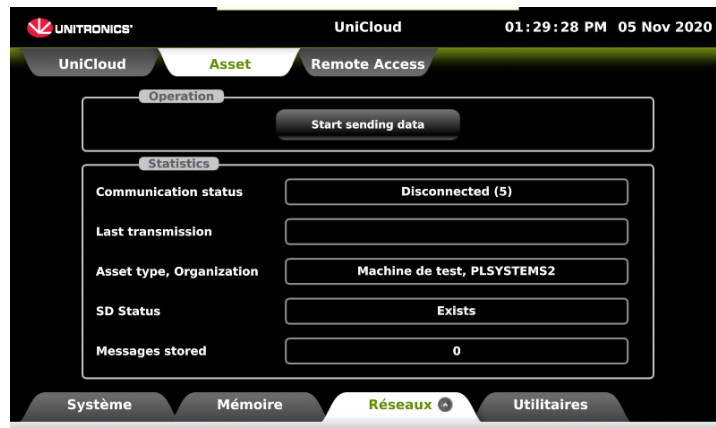 UNITRONICS UniCloud 01:29:28 PM 05 Nov 2020
UniCloud Asset Remote Access
Operation
Start sending data
Statistics
Communication status Disconnected (5)
Last transmission
Asset type, Organization Machine de test, PLSYSTEMS2
SD Status Exists
Messages stored 0
Système Mémoire Réseaux Utilitaires